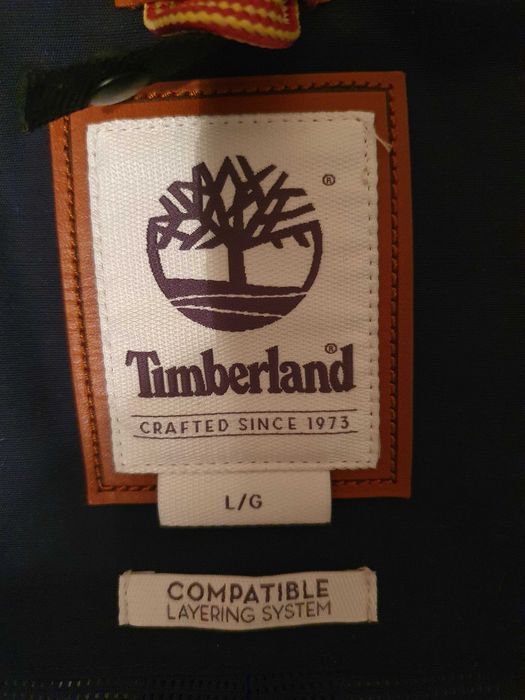 ®
Timberland®
CRAFTED SINCE 1973
L/G
COMPATIBLE
LAYERING SYSTEM